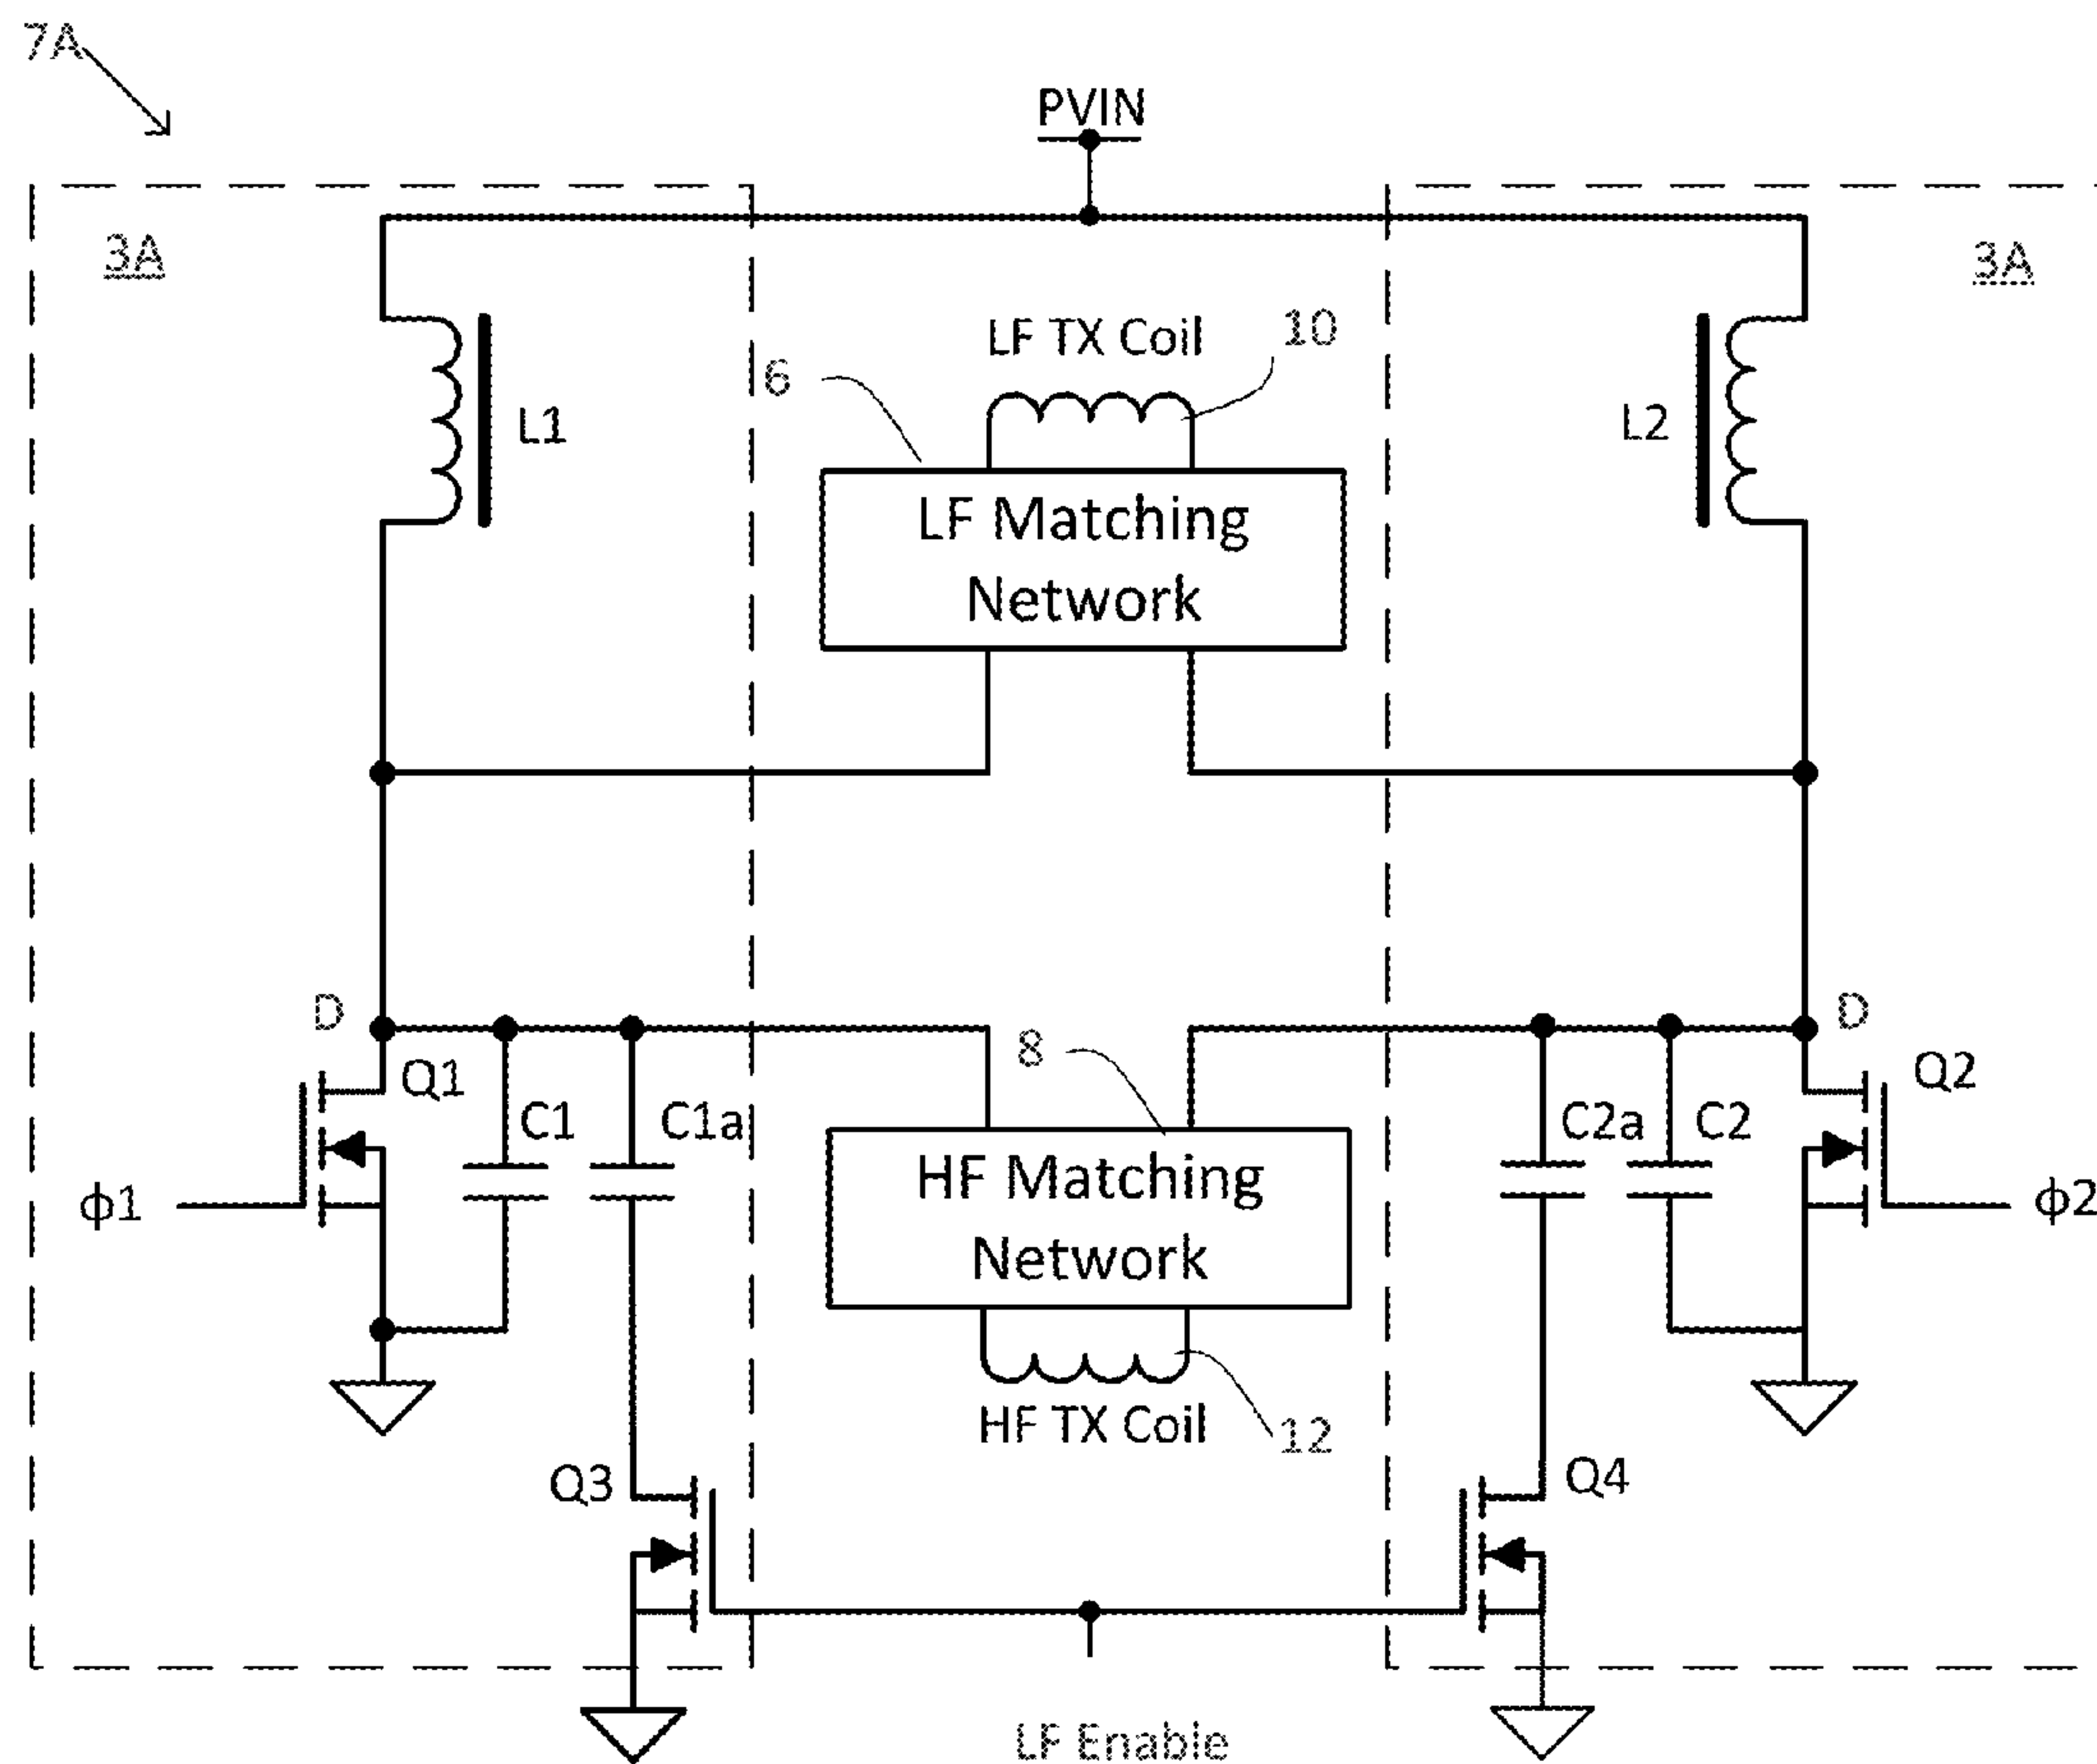 7A
PVIN
3A
3A
LF TX Coil
10
6
L1
L2
LF Matching
Network
D
D
8
Q1
Q2
C1
C1a
C2a
C2
HF Matching
Network
ϕ1
ϕ2
HF TX Coil
12
Q3
Q4
LF Enable